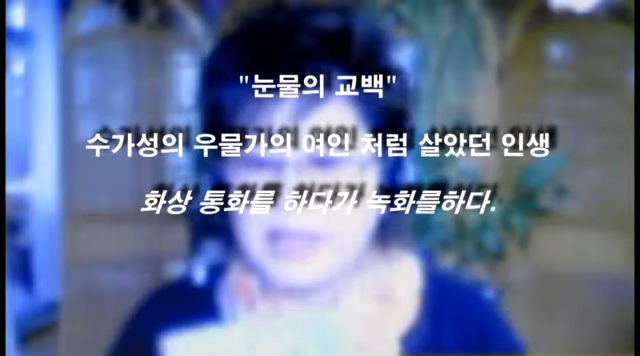 "눈물의 교백"
수가성의 우물가의 여인 처럼 살았던 인생
화상 통화를 하다가 녹화를하다.